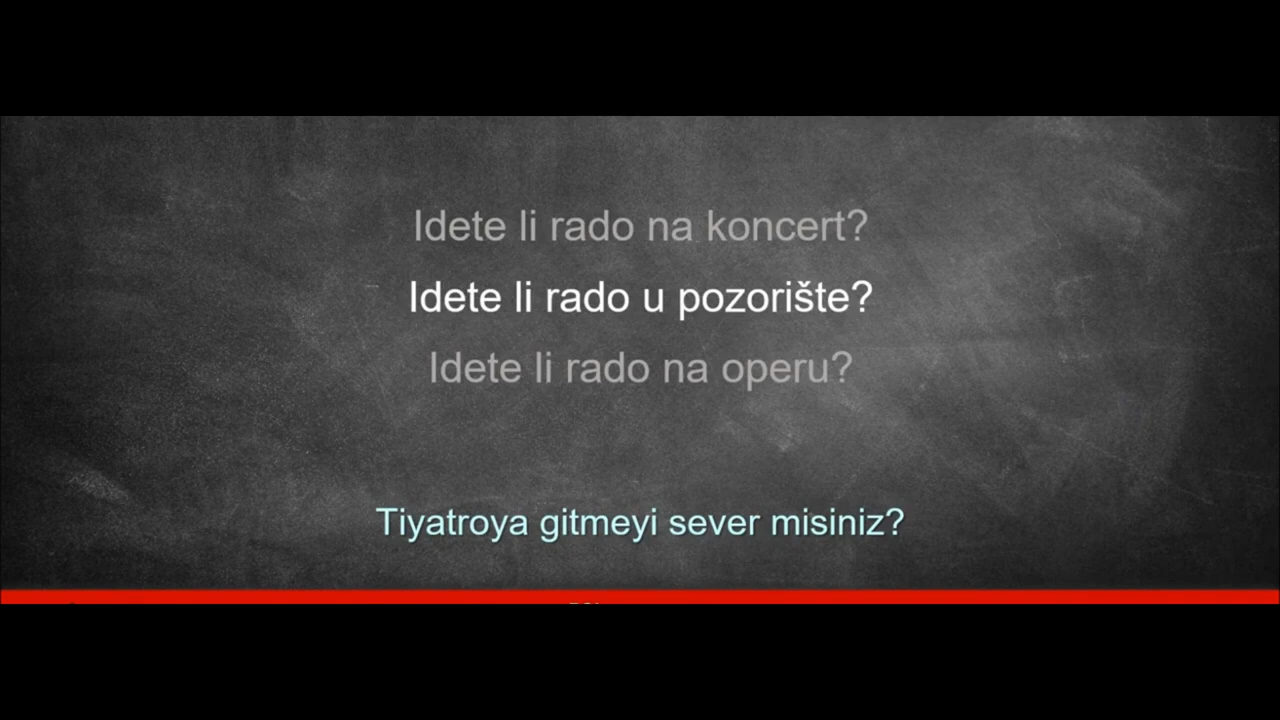 Idete li rado na koncert?
Idete li rado u pozorište?
Idete li rado na operu?
Tiyatroya gitmeyi sever misiniz?